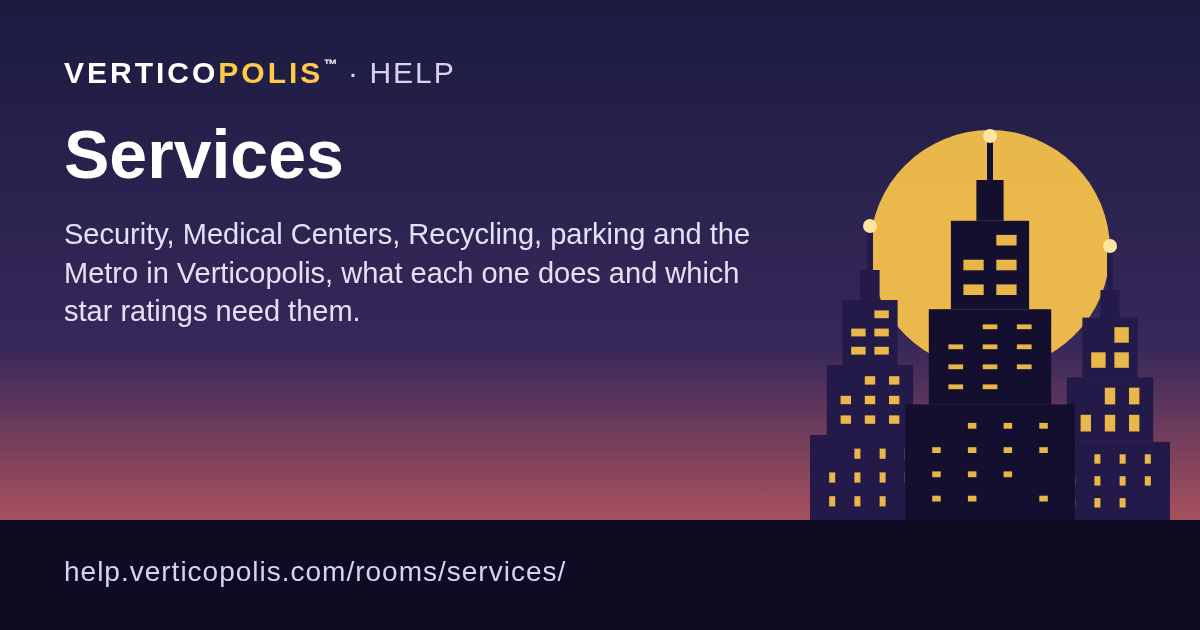 VERTICOPOLIS™ · HELP
Services
Security, Medical Centers, Recycling, parking and the
Metro in Verticopolis, what each one does and which
star ratings need them.
help.verticopolis.com/rooms/services/